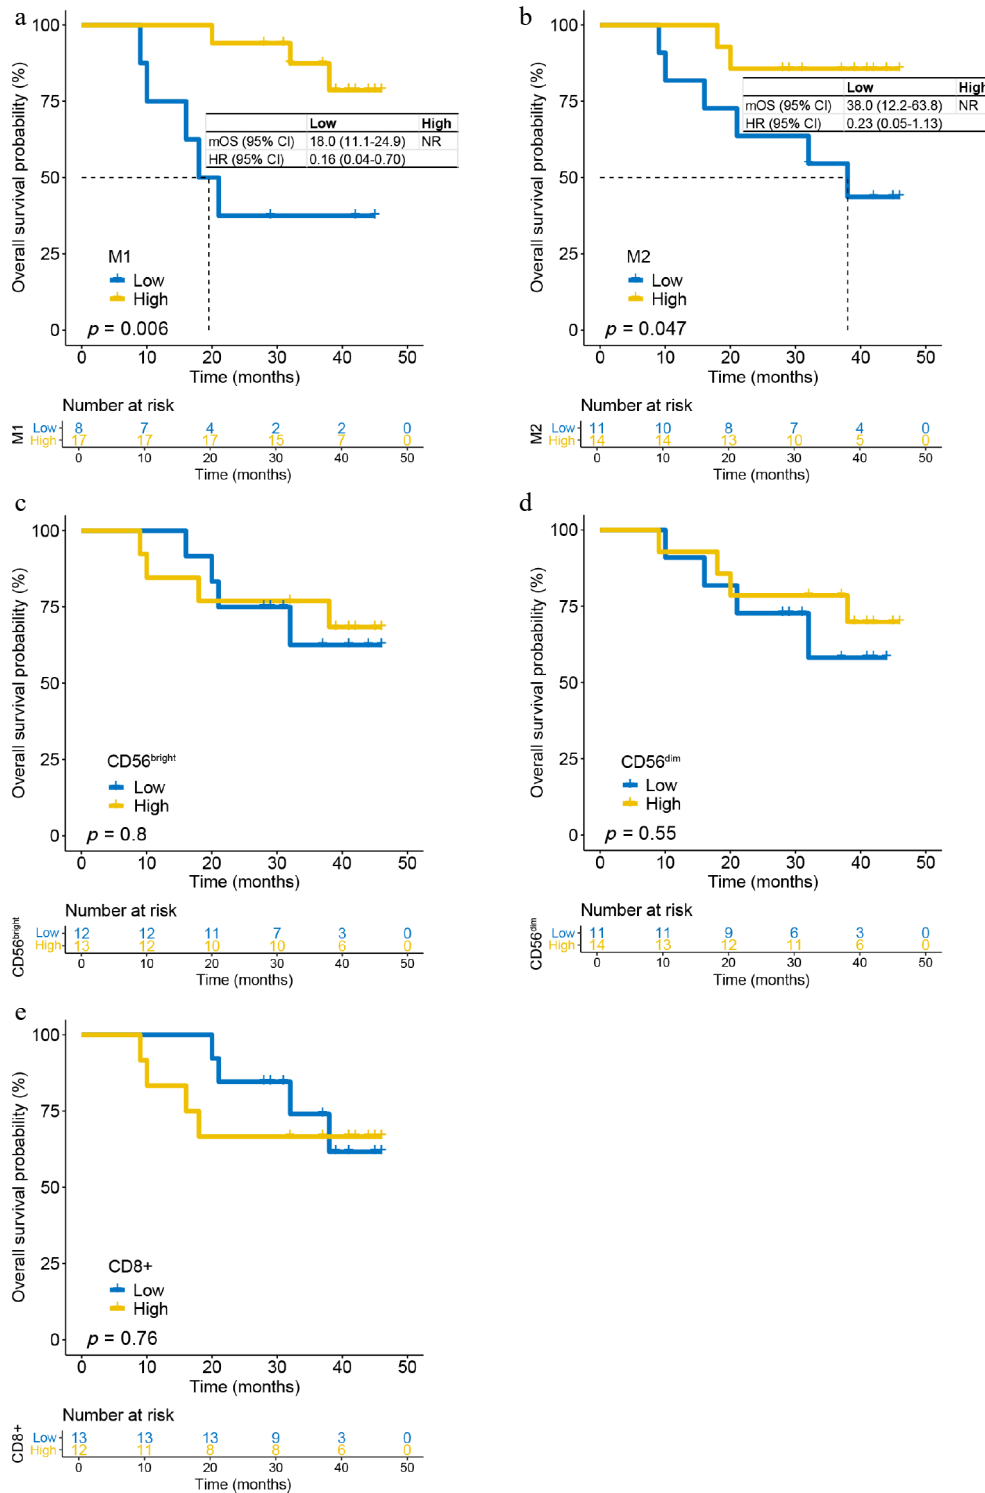 a
Overall survival probability (%)
100
75
50
25
0
Low High
mOS (95% CI) 18.0 (11.1-24.9) NR
HR (95% CI) 0.16 (0.04-0.70)
M1
Low
High
p = 0.006
0 10 20 30 40 50
Time (months)
Number at risk
M1
Low 8 7 4 2 2 0
High 17 17 17 15 7 0
0 10 20 30 40 50
Time (months)
b
Overall survival probability (%)
100
75
50
25
0
Low High
mOS (95% CI) 38.0 (12.2-63.8) NR
HR (95% CI) 0.23 (0.05-1.13)
M2
Low
High
p = 0.047
0 10 20 30 40 50
Time (months)
Number at risk
M2
Low 11 10 8 7 4 0
High 14 14 13 10 5 0
0 10 20 30 40 50
Time (months)
c
Overall survival probability (%)
100
75
50
25
0
CD56bright
Low
High
p = 0.8
0 10 20 30 40 50
Time (months)
Number at risk
CD56bright
Low 12 12 11 7 3 0
High 13 12 10 10 6 0
0 10 20 30 40 50
Time (months)
d
Overall survival probability (%)
100
75
50
25
0
CD56dim
Low
High
p = 0.55
0 10 20 30 40 50
Time (months)
Number at risk
CD56dim
Low 11 11 9 6 3 0
High 14 13 12 11 6 0
0 10 20 30 40 50
Time (months)
e
Overall survival probability (%)
100
75
50
25
0
CD8+
Low
High
p = 0.76
0 10 20 30 40 50
Time (months)
Number at risk
CD8+
Low 13 13 13 9 3 0
High 12 11 8 8 6 0
0 10 20 30 40 50
Time (months)